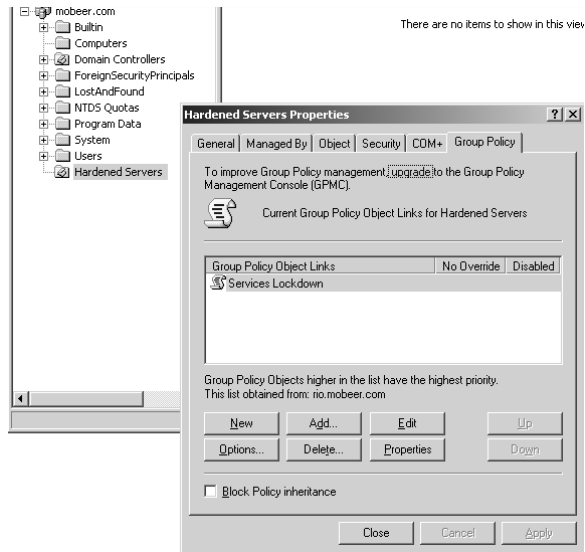 mobeer.com
Builtin
Computers
Domain Controllers
ForeignSecurityPrincipals
LostAndFound
NTDS Quotas
Program Data
System
Users
Hardened Servers
There are no items to show in this view
Hardened Servers Properties
General Managed By Object Security COM+ Group Policy
To improve Group Policy management, upgrade to the Group Policy
Management Console (GPMC).
Current Group Policy Object Links for Hardened Servers
Group Policy Object Links No Override Disabled
Services Lockdown
Group Policy Objects higher in the list have the highest priority.
This list obtained from: rio.mobeer.com
New Add... Edit Up
Options... Delete... Properties Down
Block Policy inheritance
Close Cancel Apply